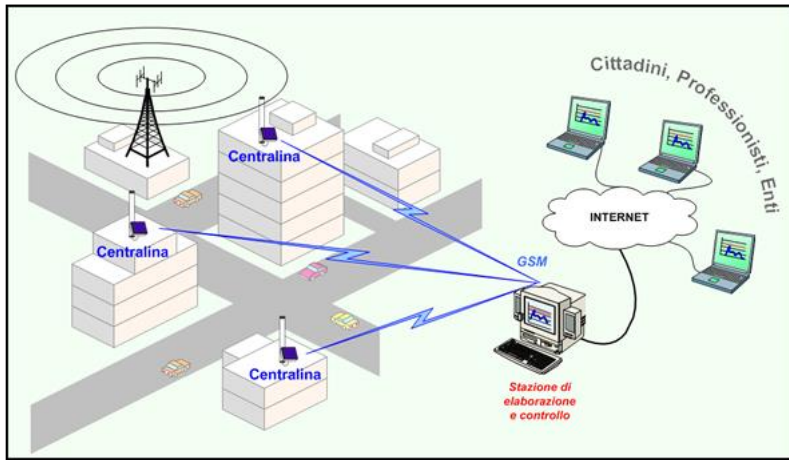 Cittadini, Professionisti, Enti
Centralina
Centralina
INTERNET
GSM
Centralina
Stazione di
elaborazione
e controllo